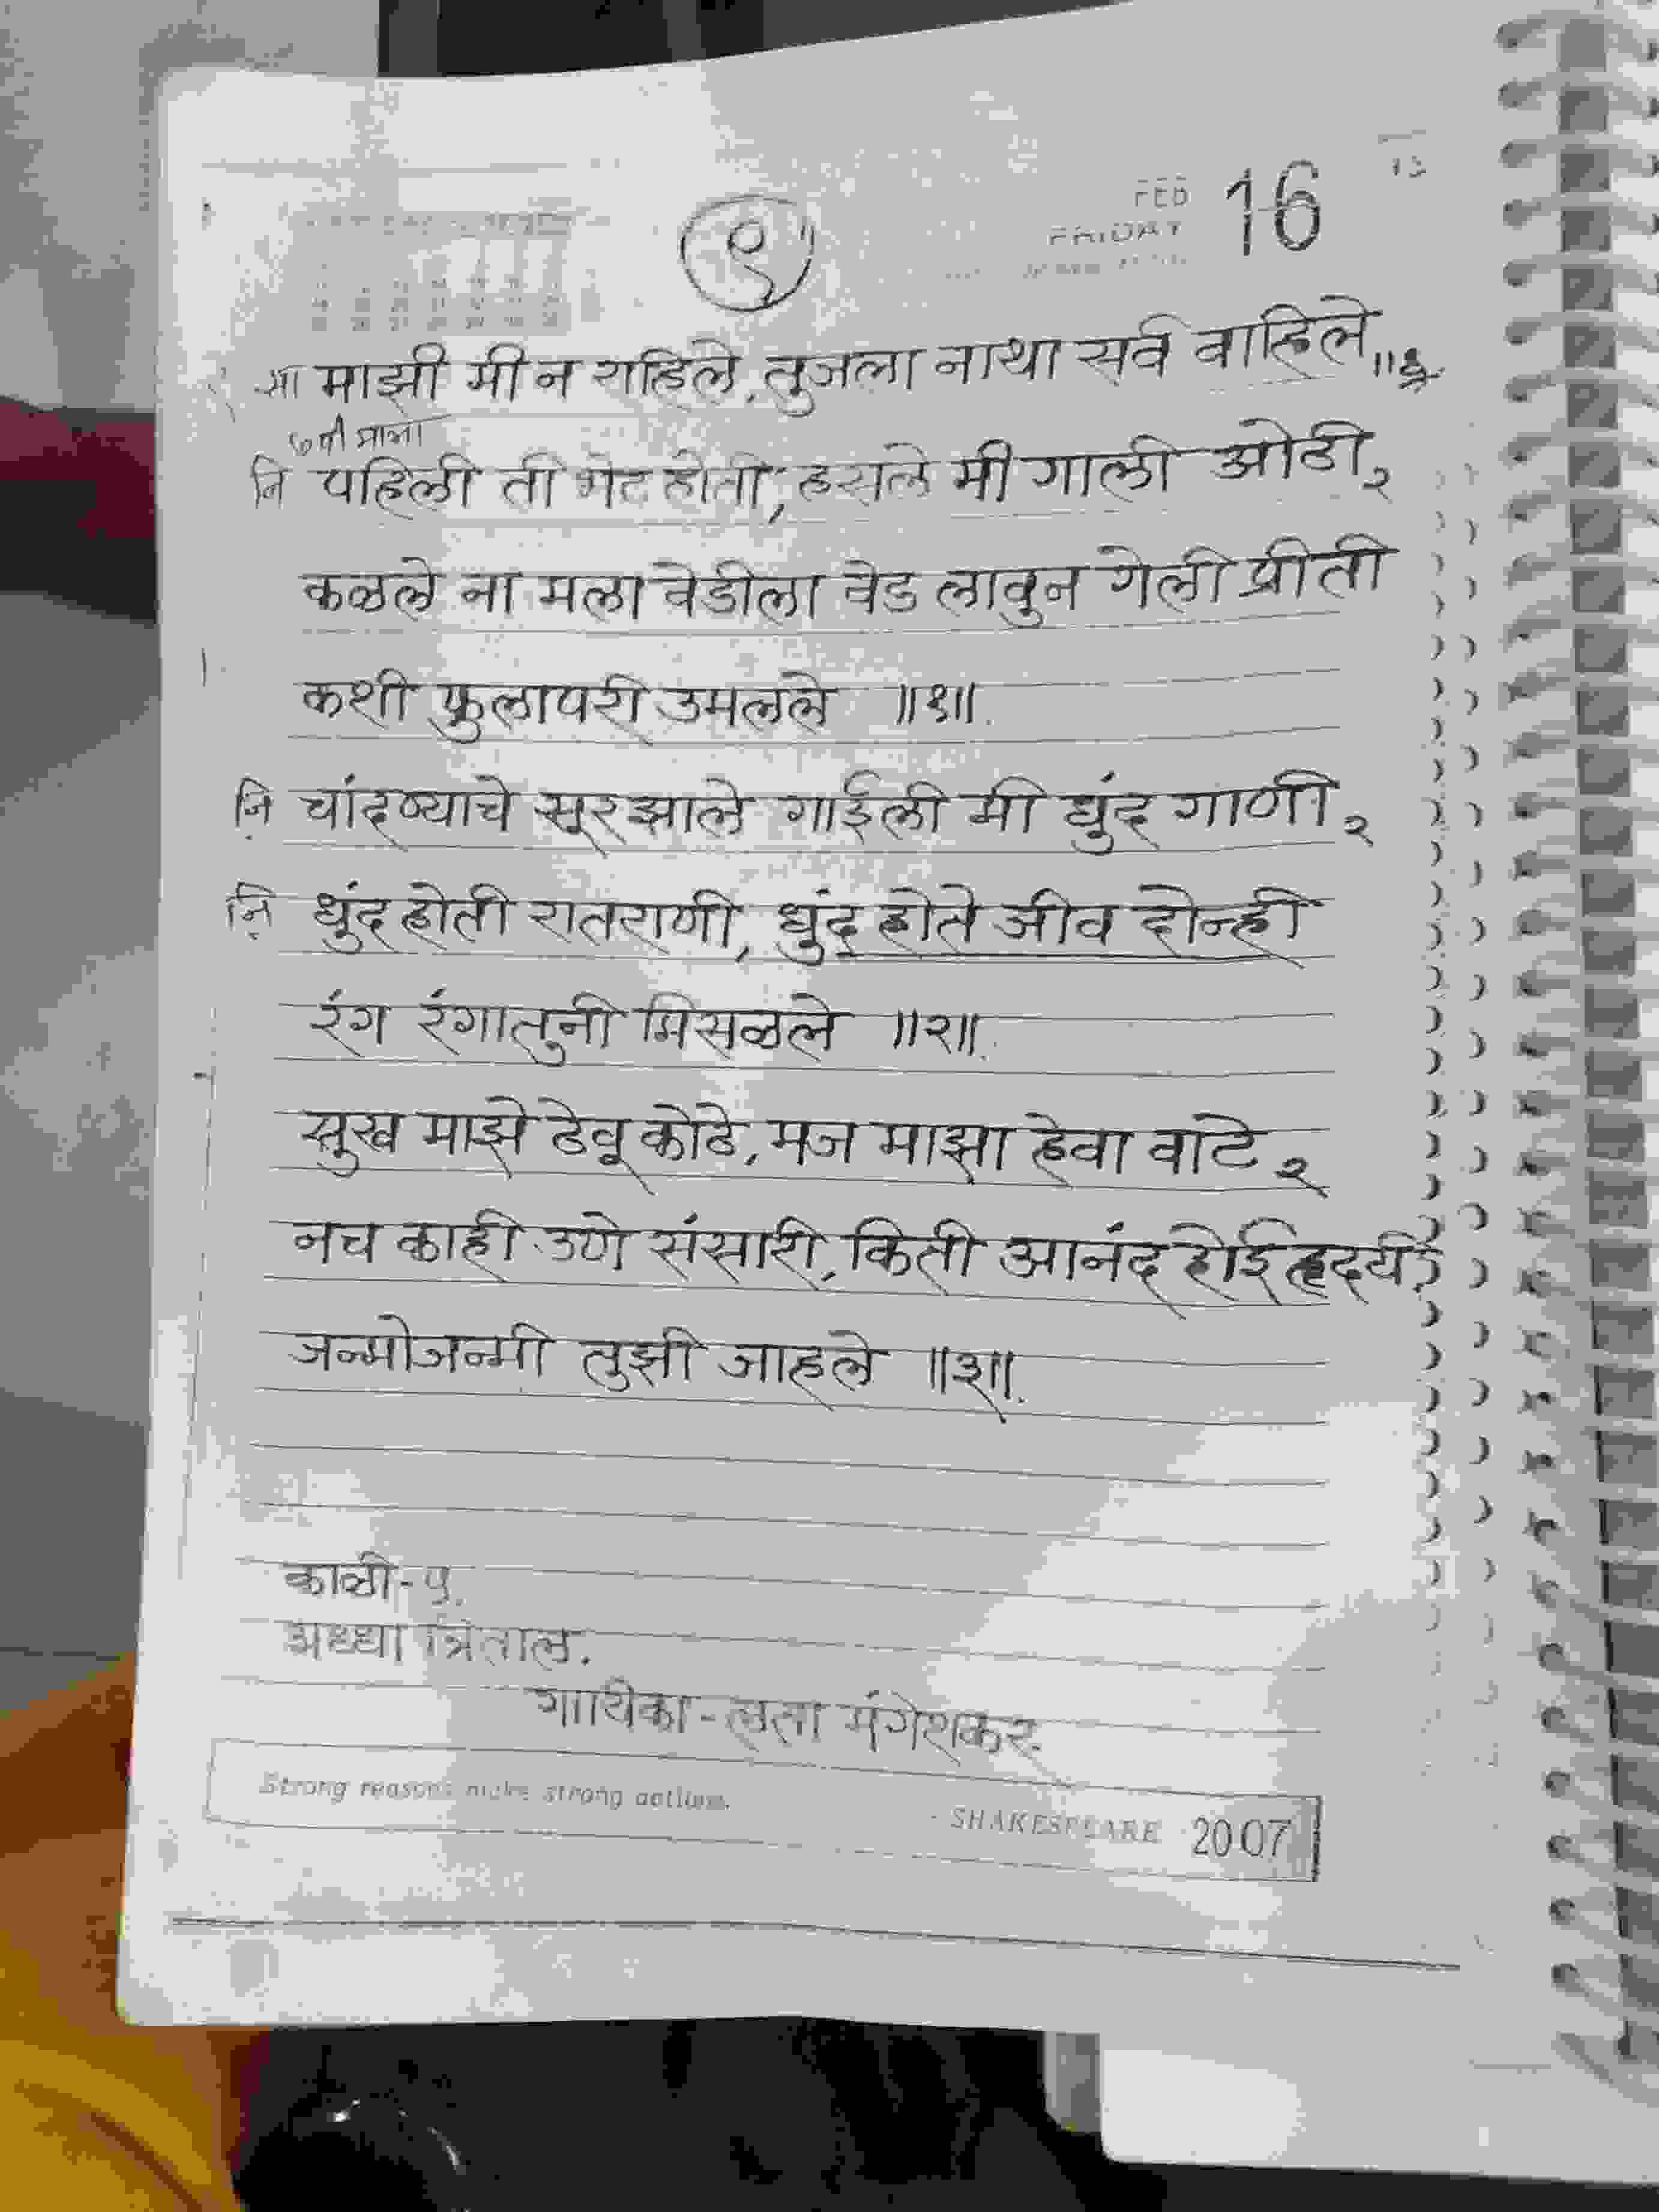 FEB 16
FRIDAY
१
सा माझी मी न राहिले. तुजला नाथा सर्व वाहिले ॥धृ
नि पहिली ती भेट होती, हसले मी गाली ओठी २
कळले ना मला वेडीला वेड लावुन गेली प्रीती
कशी फुलापरी उमलले ॥१॥.
नि चांदण्याचे सूर झाले गाईली मी धुंद गाणी २
नि धुंद होती रातराणी, धुंद होते जीव दोन्ही
रंग रंगातुनी मिसळले ॥२॥.
सुख माझे ठेवू कोठे, मज माझा हेवा वाटे २
नच काही उणे संसारी, किती आनंद होई हृदयी
जन्मोजन्मी तुझी जाहले ॥३॥.
काळी-५.
अध्धा त्रिताल.
गायिका - लता मंगेशकर.
Strong reasons make strong actions.
- SHAKESPEARE 2007